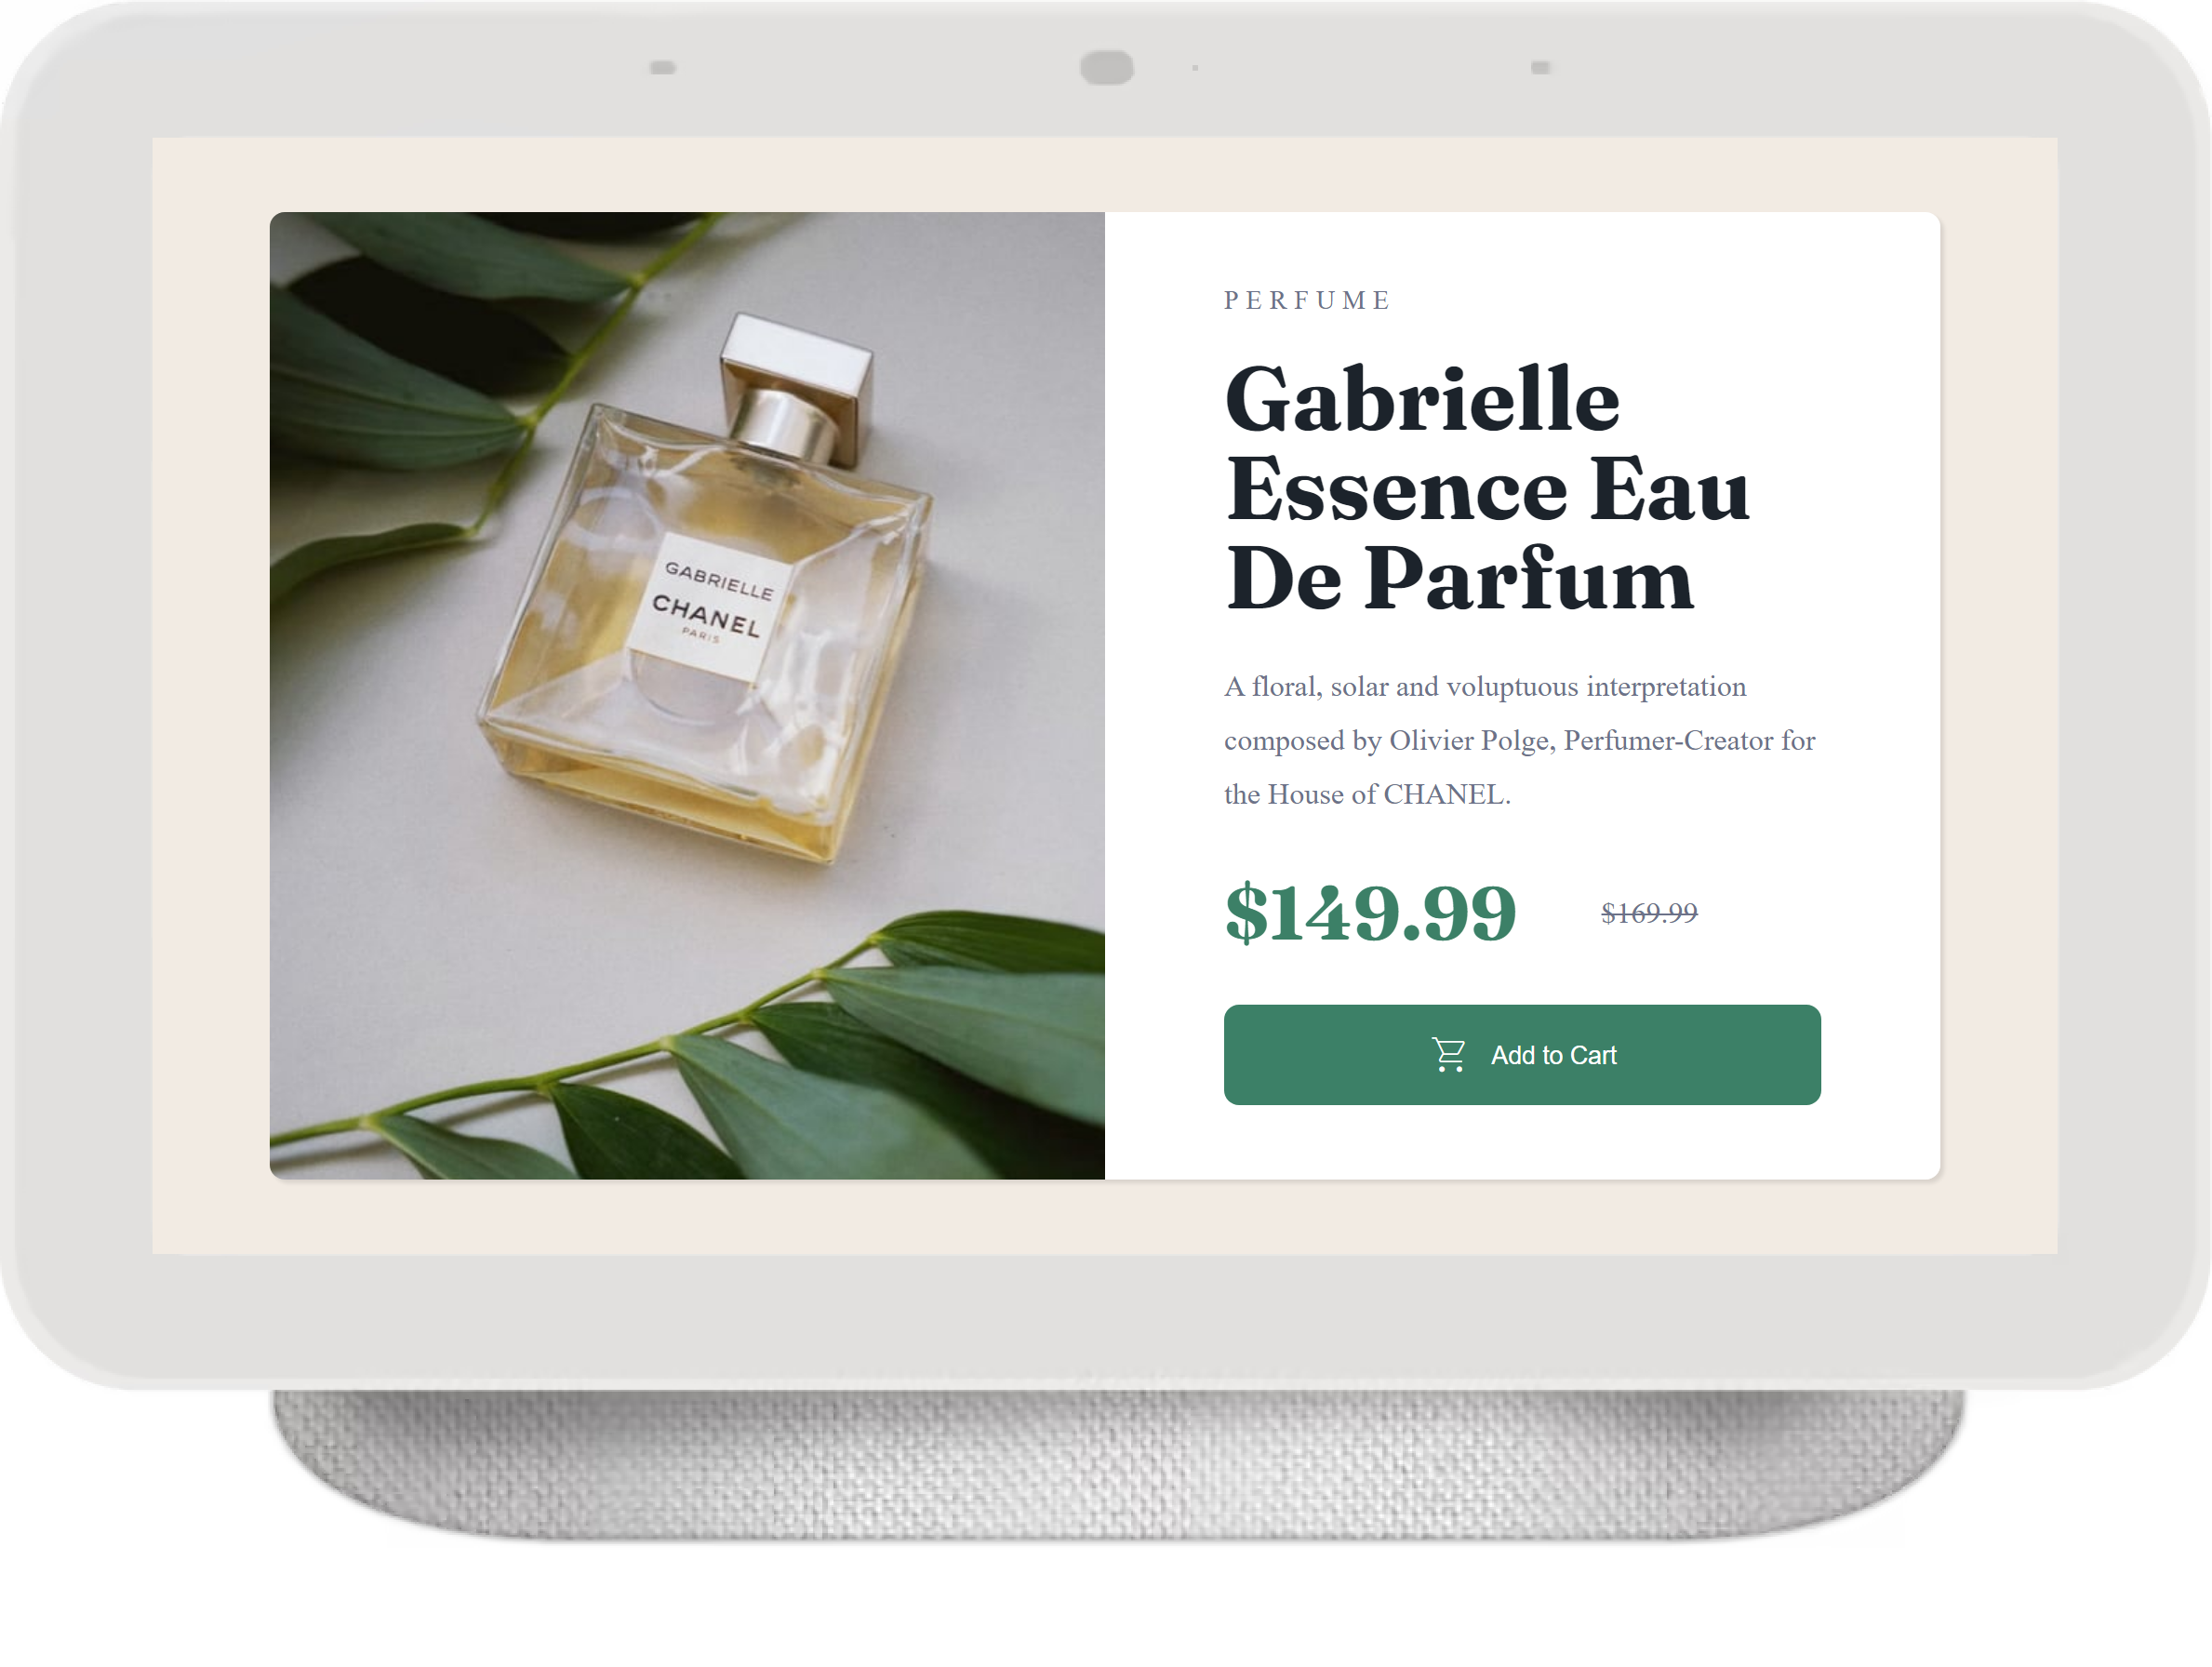 GABRIELLE
CHANEL
PARIS
PERFUME
Gabrielle
Essence Eau
De Parfum
A floral, solar and voluptuous interpretation
composed by Olivier Polge, Perfumer-Creator for
the House of CHANEL.
$149.99 $169.99
Add to Cart